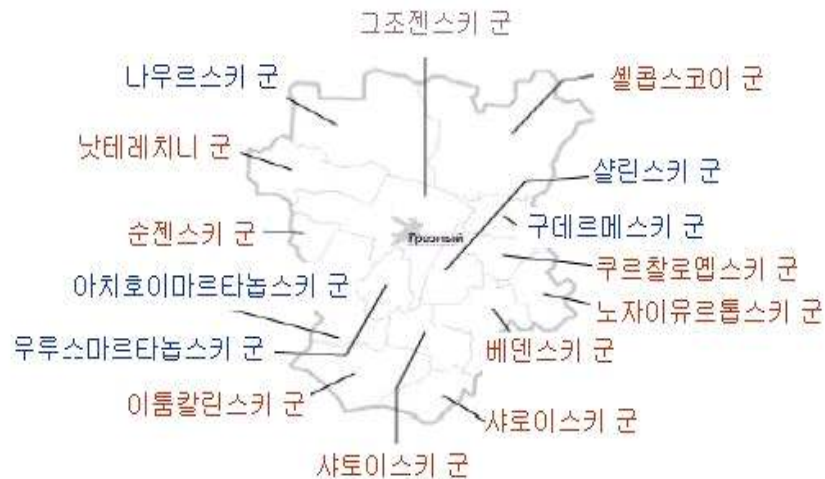 그조젠스키 군
나우르스키 군
셸콥스코이 군
낫테레치니 군
샬린스키 군
순젠스키 군
Грозный
구데르메스키 군
쿠르찰로옙스키 군
아치호이마르타놉스키 군
노자이유르톱스키 군
우루스마르타놉스키 군
베덴스키 군
이툼칼린스키 군
샤로이스키 군
샤토이스키 군